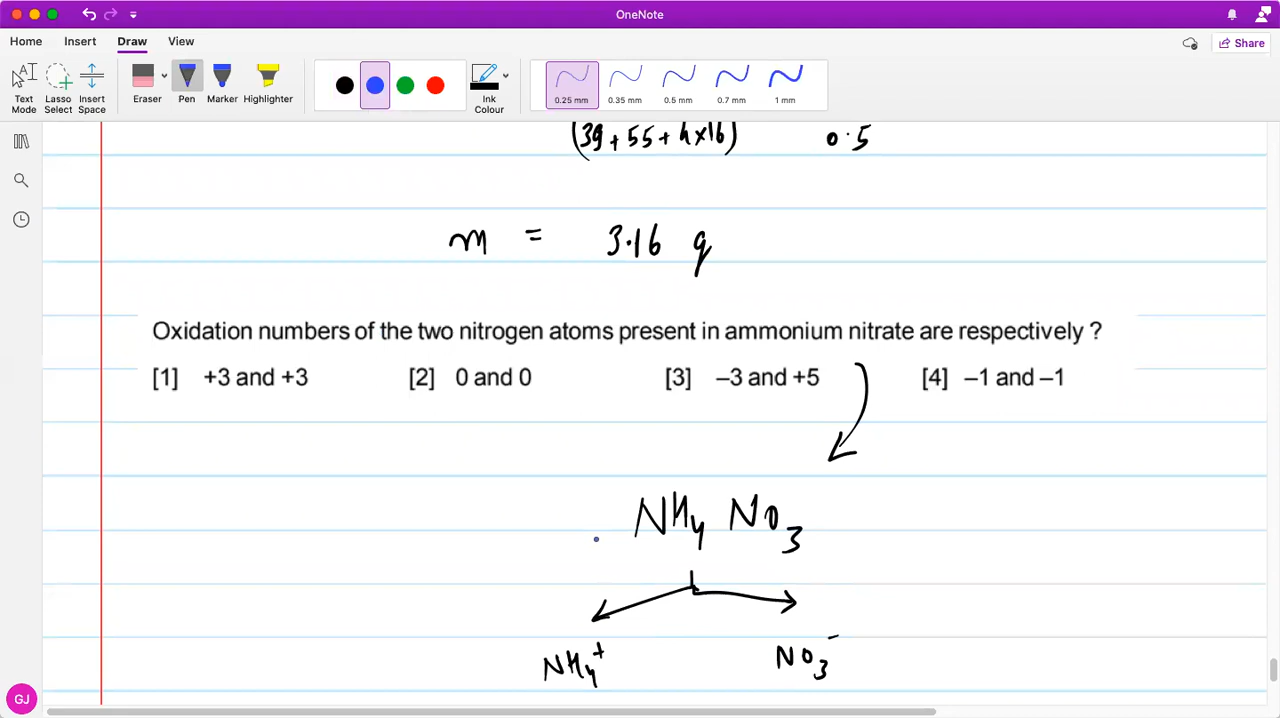 OneNote
Home Insert Draw View
Share
Text Mode
Lasso Select
Insert Space
Eraser
Pen
Marker
Highlighter
Ink Colour
0.25 mm
0.35 mm
0.5 mm
0.7 mm
1 mm
(39 + 55 + 4×16) 0.5
m = 3.16 g
Oxidation numbers of the two nitrogen atoms present in ammonium nitrate are respectively ?
[1] +3 and +3 [2] 0 and 0 [3] –3 and +5 [4] –1 and –1
NH₄ NO₃
NH₄⁺ NO₃⁻
GJ